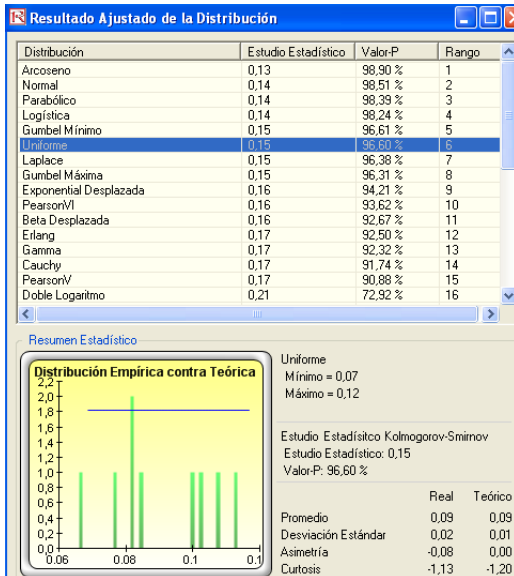 Resultado Ajustado de la Distribución
Distribución Estudio Estadístico Valor-P Rango
Arcoseno 0,13 98,90 % 1
Normal 0,14 98,51 % 2
Parabólico 0,14 98,39 % 3
Logística 0,14 98,24 % 4
Gumbel Mínimo 0,15 96,61 % 5
Uniforme 0,15 96,60 % 6
Laplace 0,15 96,38 % 7
Gumbel Máxima 0,15 96,31 % 8
Exponential Desplazada 0,16 94,21 % 9
PearsonVI 0,16 93,62 % 10
Beta Desplazada 0,16 92,67 % 11
Erlang 0,17 92,50 % 12
Gamma 0,17 92,32 % 13
Cauchy 0,17 91,74 % 14
PearsonV 0,17 90,88 % 15
Doble Logaritmo 0,21 72,92 % 16
Resumen Estadístico
Distribución Empírica contra Teórica
2,2
2,0
1,8
1,6
1,4
1,2
1,0
0,8
0,6
0,4
0,2
0,0
0.06 0.08 0.1 0.1
Uniforme
Mínimo = 0,07
Máximo = 0,12
Estudio Estadísitco Kolmogorov-Smirnov
Estudio Estadístico: 0,15
Valor-P: 96,60 %
Real Teórico
Promedio 0,09 0,09
Desviación Estándar 0,02 0,01
Asimetría -0,08 0,00
Curtosis -1,13 -1,20